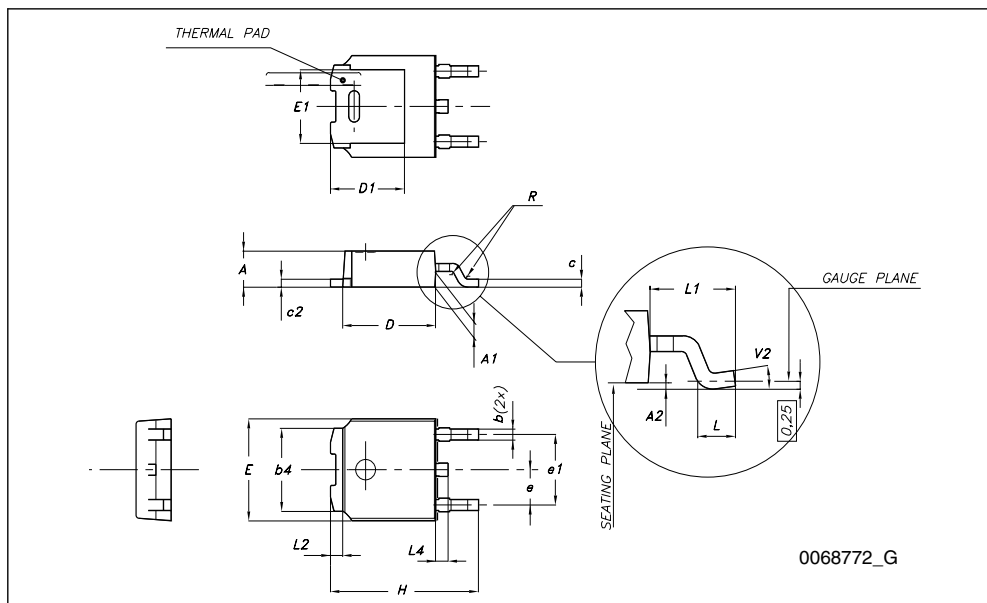 THERMAL PAD
E1
D1
R
A
c
c2
D
A1
L1
GAUGE PLANE
V2
A2
L
0,25
SEATING PLANE
b(2x)
E
b4
e
e1
L2
L4
H
0068772_G